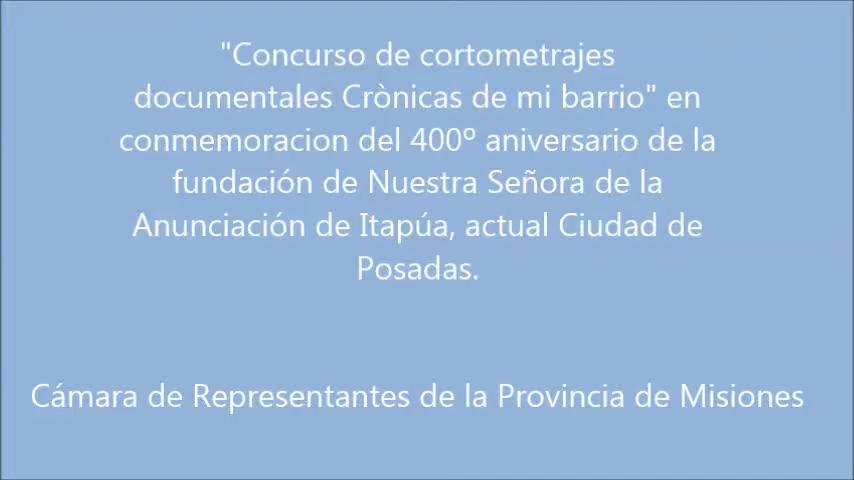 "Concurso de cortometrajes
documentales Crònicas de mi barrio" en
conmemoracion del 400º aniversario de la
fundación de Nuestra Señora de la
Anunciación de Itapúa, actual Ciudad de
Posadas.
Cámara de Representantes de la Provincia de Misiones